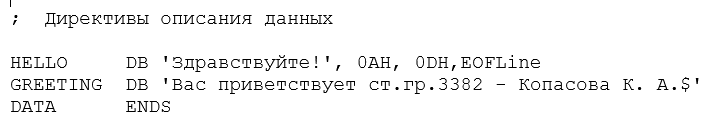 ;  Директивы описания данных
HELLO     DB 'Здравствуйте!', 0AH, 0DH,EOFLine
GREETING  DB 'Вас приветствует ст.гр.3382 - Копасова К. А.$'
DATA      ENDS